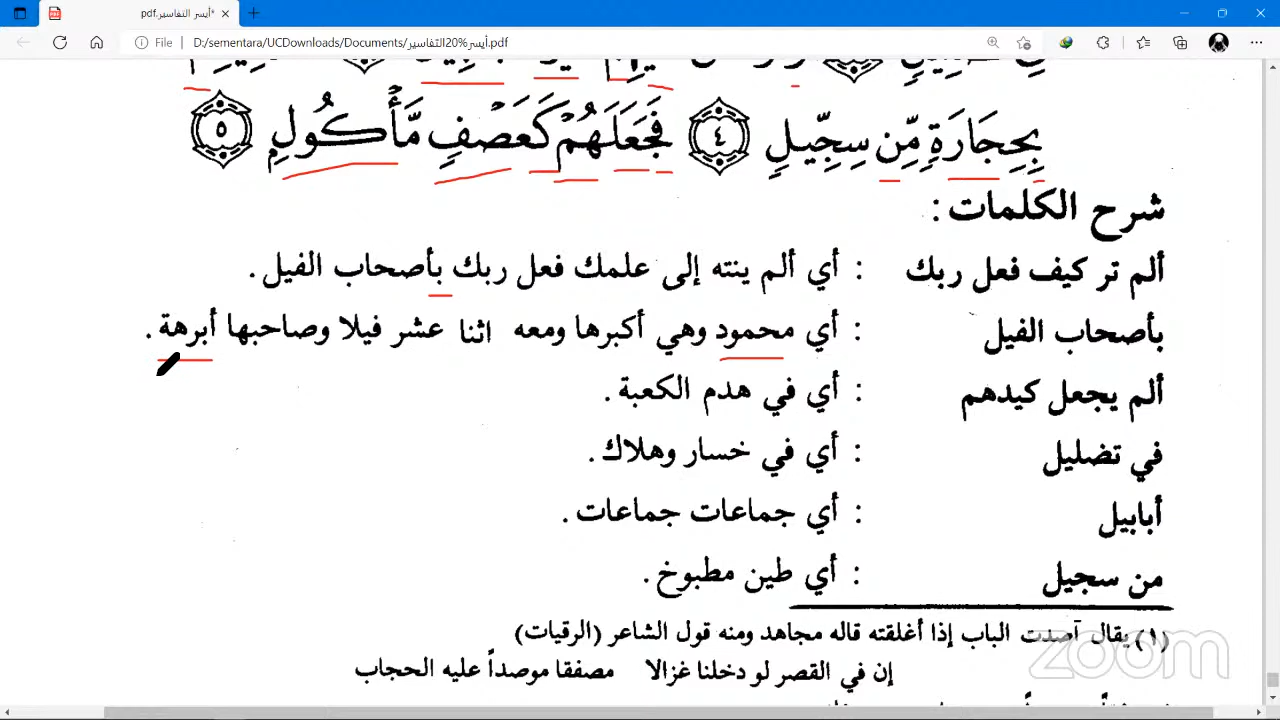 أيسر التفاسير.pdf*
File D:/sementara/UCDownloads/Documents/أيسر%20التفاسير.pdf
بِحِجَارَةٍ مِّن سِجِّيلٍ ٤ فَجَعَلَهُمْ كَعَصْفٍ مَّأْكُولٍ ٥
شرح الكلمات :
ألم تر كيف فعل ربك : أي ألم ينته إلى علمك فعل ربك بأصحاب الفيل .
بأصحاب الفيل : أي محمود وهي أكبرها ومعه اثنا عشر فيلا وصاحبها أبرهة .
ألم يجعل كيدهم : أي في هدم الكعبة .
في تضليل : أي في خسار وهلاك .
أبابيل : أي جماعات جماعات .
من سجيل : أي طين مطبوخ .
(١) يقال آصدت الباب إذا أغلقته قاله مجاهد ومنه قول الشاعر (الرقيات)
إن في القصر لو دخلنا غزالا مصفقا موصداً عليه الحجاب
zoom